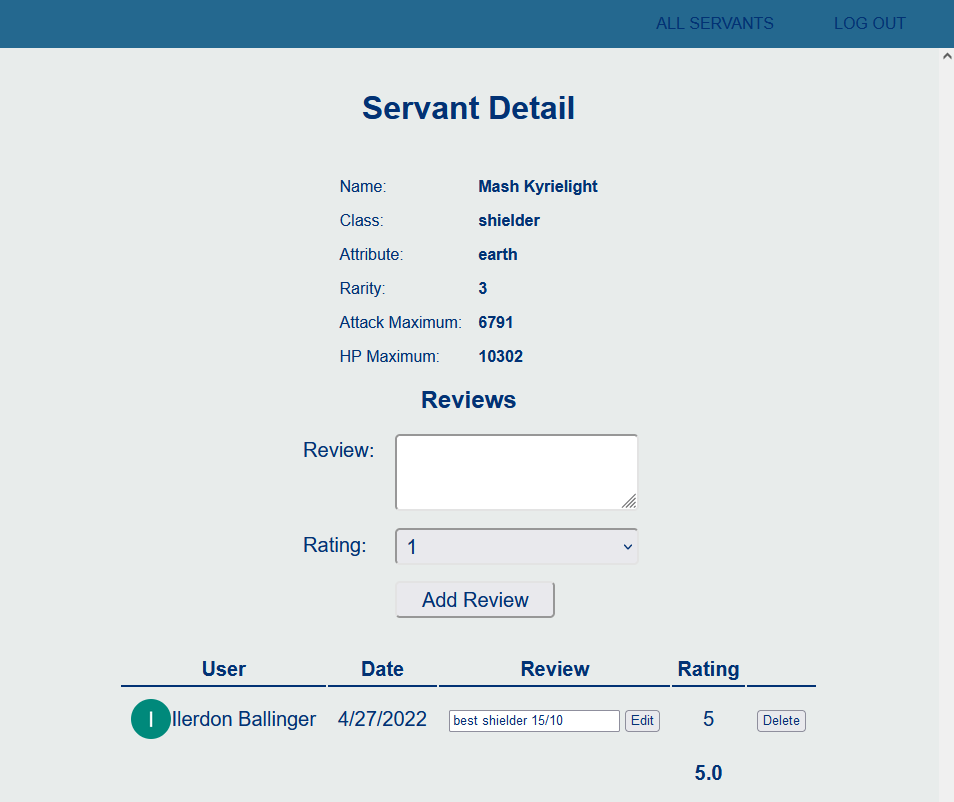 ALL SERVANTS LOG OUT
Servant Detail
Name: Mash Kyrielight
Class: shielder
Attribute: earth
Rarity: 3
Attack Maximum: 6791
HP Maximum: 10302
Reviews
Review:
Rating: 1
Add Review
User Date Review Rating
I Ilerdon Ballinger 4/27/2022 best shielder 15/10 Edit 5 Delete
5.0